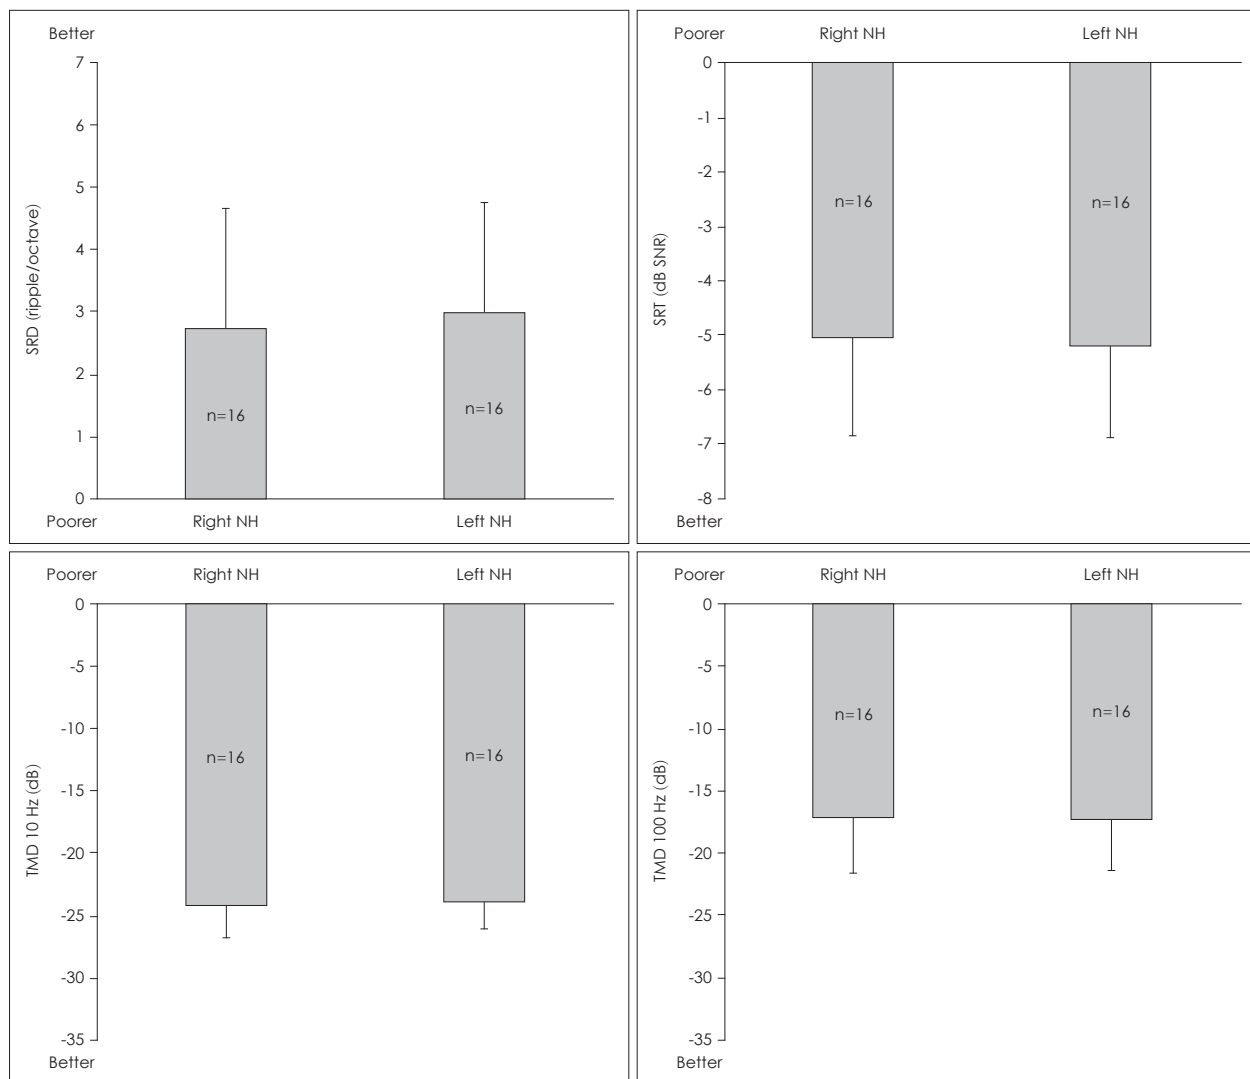 Better
7
6
5
4
3
2
1
0
SRD (ripple/octave)
n=16
n=16
Poorer Right NH Left NH
Poorer Right NH Left NH
0
-1
-2
-3
-4
-5
-6
-7
-8
SRT (dB SNR)
n=16
n=16
Better
Poorer Right NH Left NH
0
-5
-10
-15
-20
-25
-30
-35
TMD 10 Hz (dB)
n=16
n=16
Better
Poorer Right NH Left NH
0
-5
-10
-15
-20
-25
-30
-35
TMD 100 Hz (dB)
n=16
n=16
Better